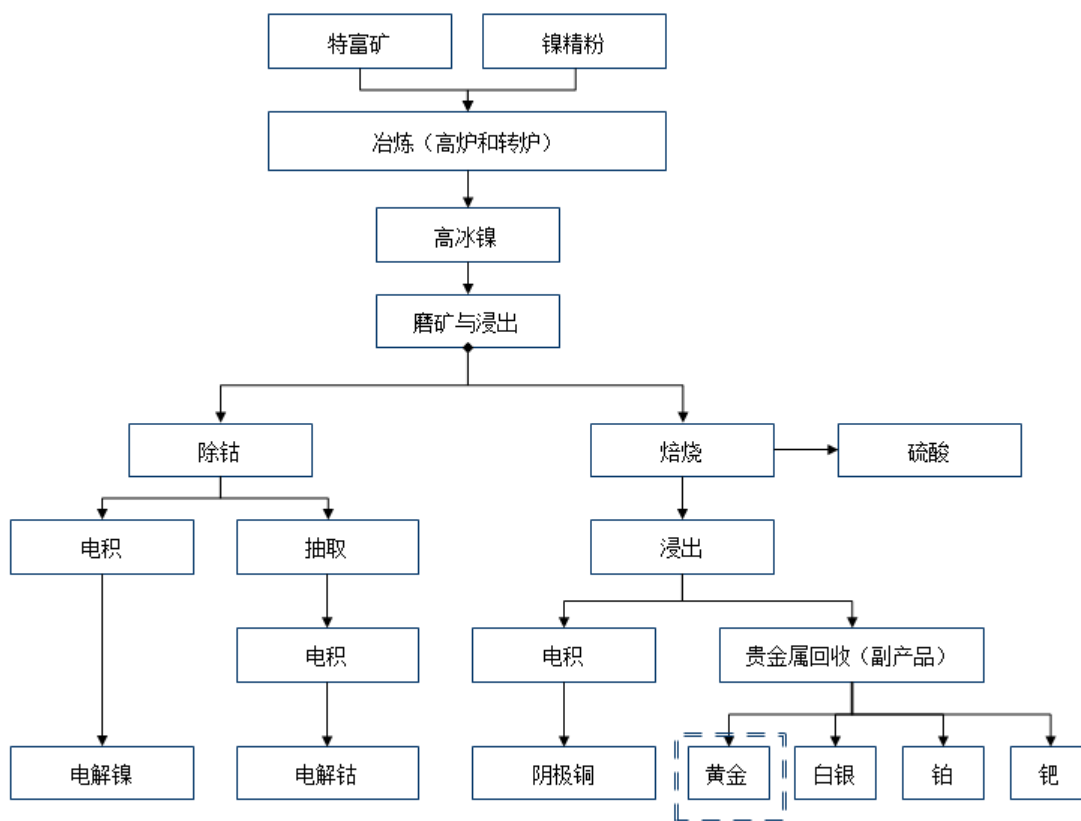 特富矿
镍精粉
冶炼（高炉和转炉）
高冰镍
磨矿与浸出
除钴
焙烧
硫酸
电积
抽取
浸出
电积
电积
贵金属回收（副产品）
电解镍
电解钴
阴极铜
黄金
白银
铂
钯